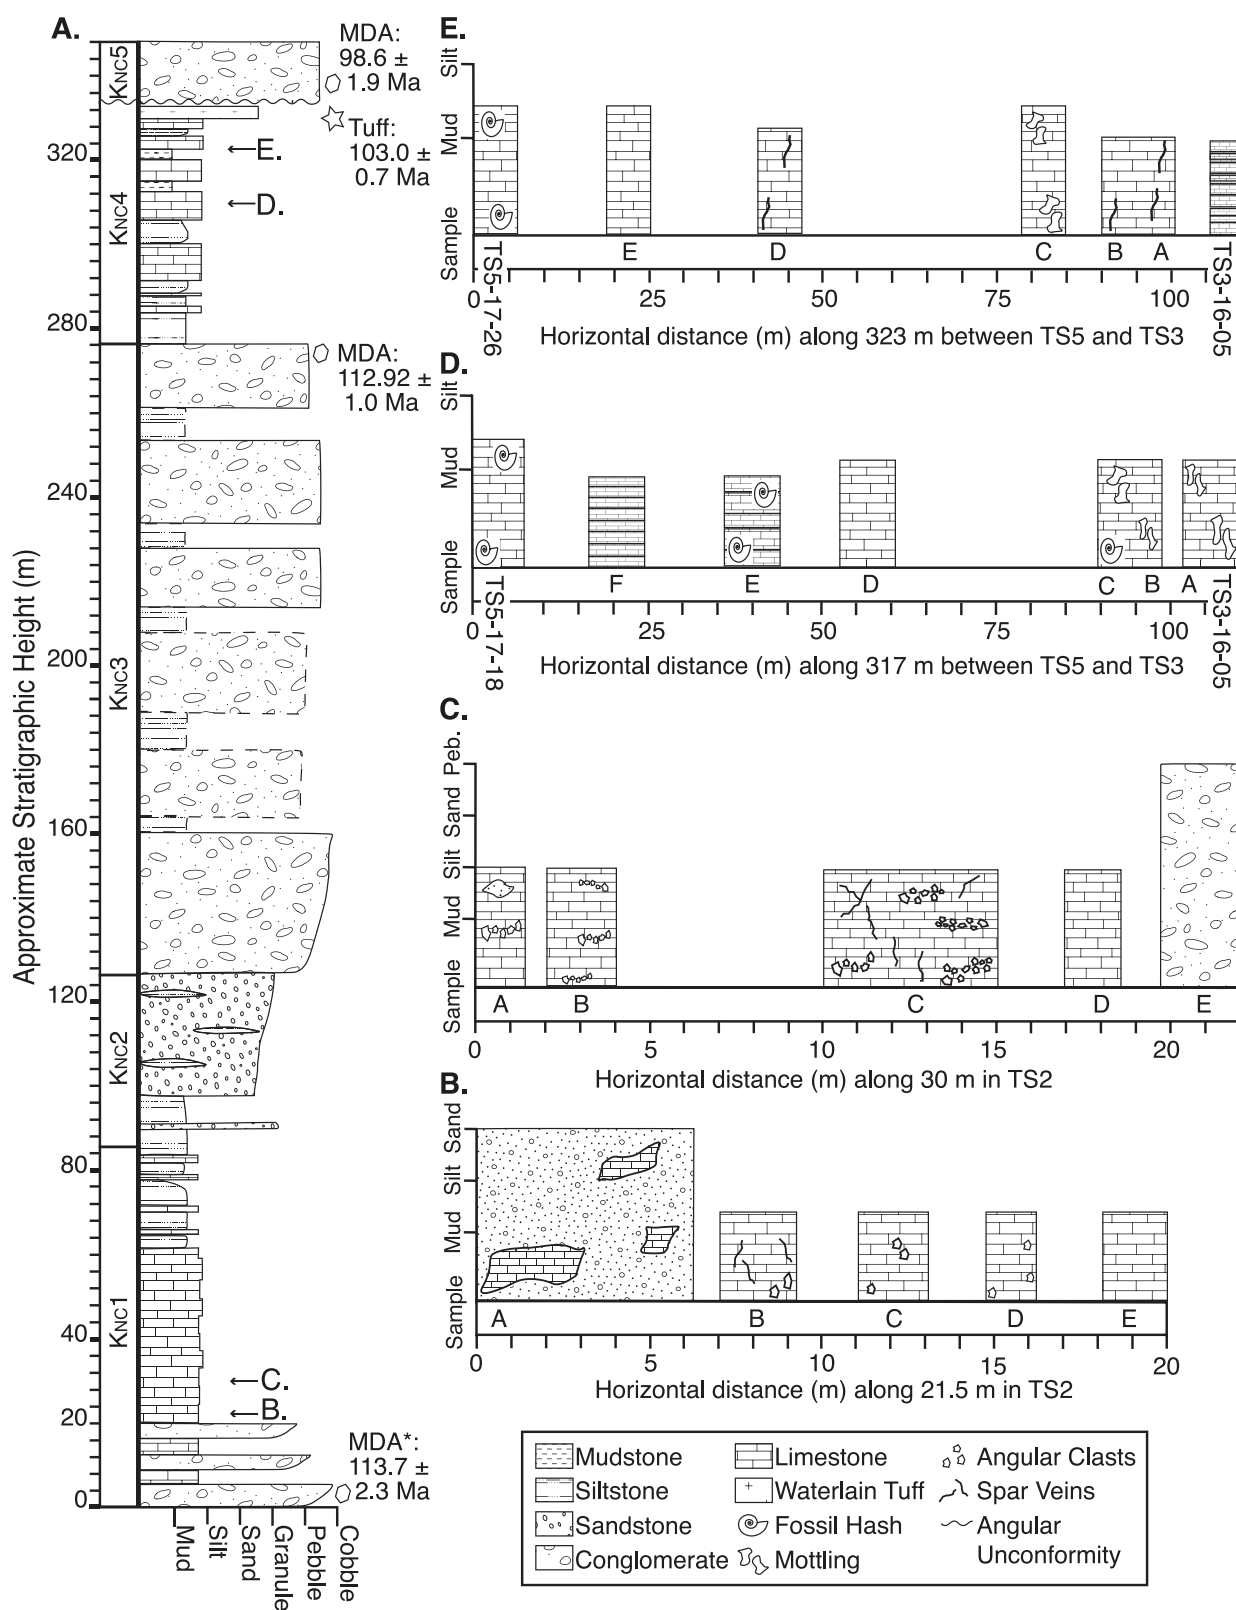 A.
Approximate Stratigraphic Height (m)
0
20
40
80
120
160
200
240
280
320
KNC1
KNC2
KNC3
KNC4
KNC5
MDA:
98.6 ±
1.9 Ma
Tuff:
103.0 ±
0.7 Ma
E.
D.
MDA:
112.92 ±
1.0 Ma
C.
B.
MDA*:
113.7 ±
2.3 Ma
Mud
Silt
Sand
Granule
Pebble
Cobble
E.
Sample Mud Silt
TS5-17-26 E D C B A TS3-16-05
0 25 50 75 100
Horizontal distance (m) along 323 m between TS5 and TS3
D.
Sample Mud Silt
TS5-17-18 F E D C B A TS3-16-05
0 25 50 75 100
Horizontal distance (m) along 317 m between TS5 and TS3
C.
Sample Mud Silt Sand Peb.
A B C D E
0 5 10 15 20
Horizontal distance (m) along 30 m in TS2
B.
Sample Mud Silt Sand
A B C D E
0 5 10 15 20
Horizontal distance (m) along 21.5 m in TS2
Mudstone
Siltstone
Sandstone
Conglomerate
Limestone
Waterlain Tuff
Fossil Hash
Mottling
Angular Clasts
Spar Veins
Angular
Unconformity